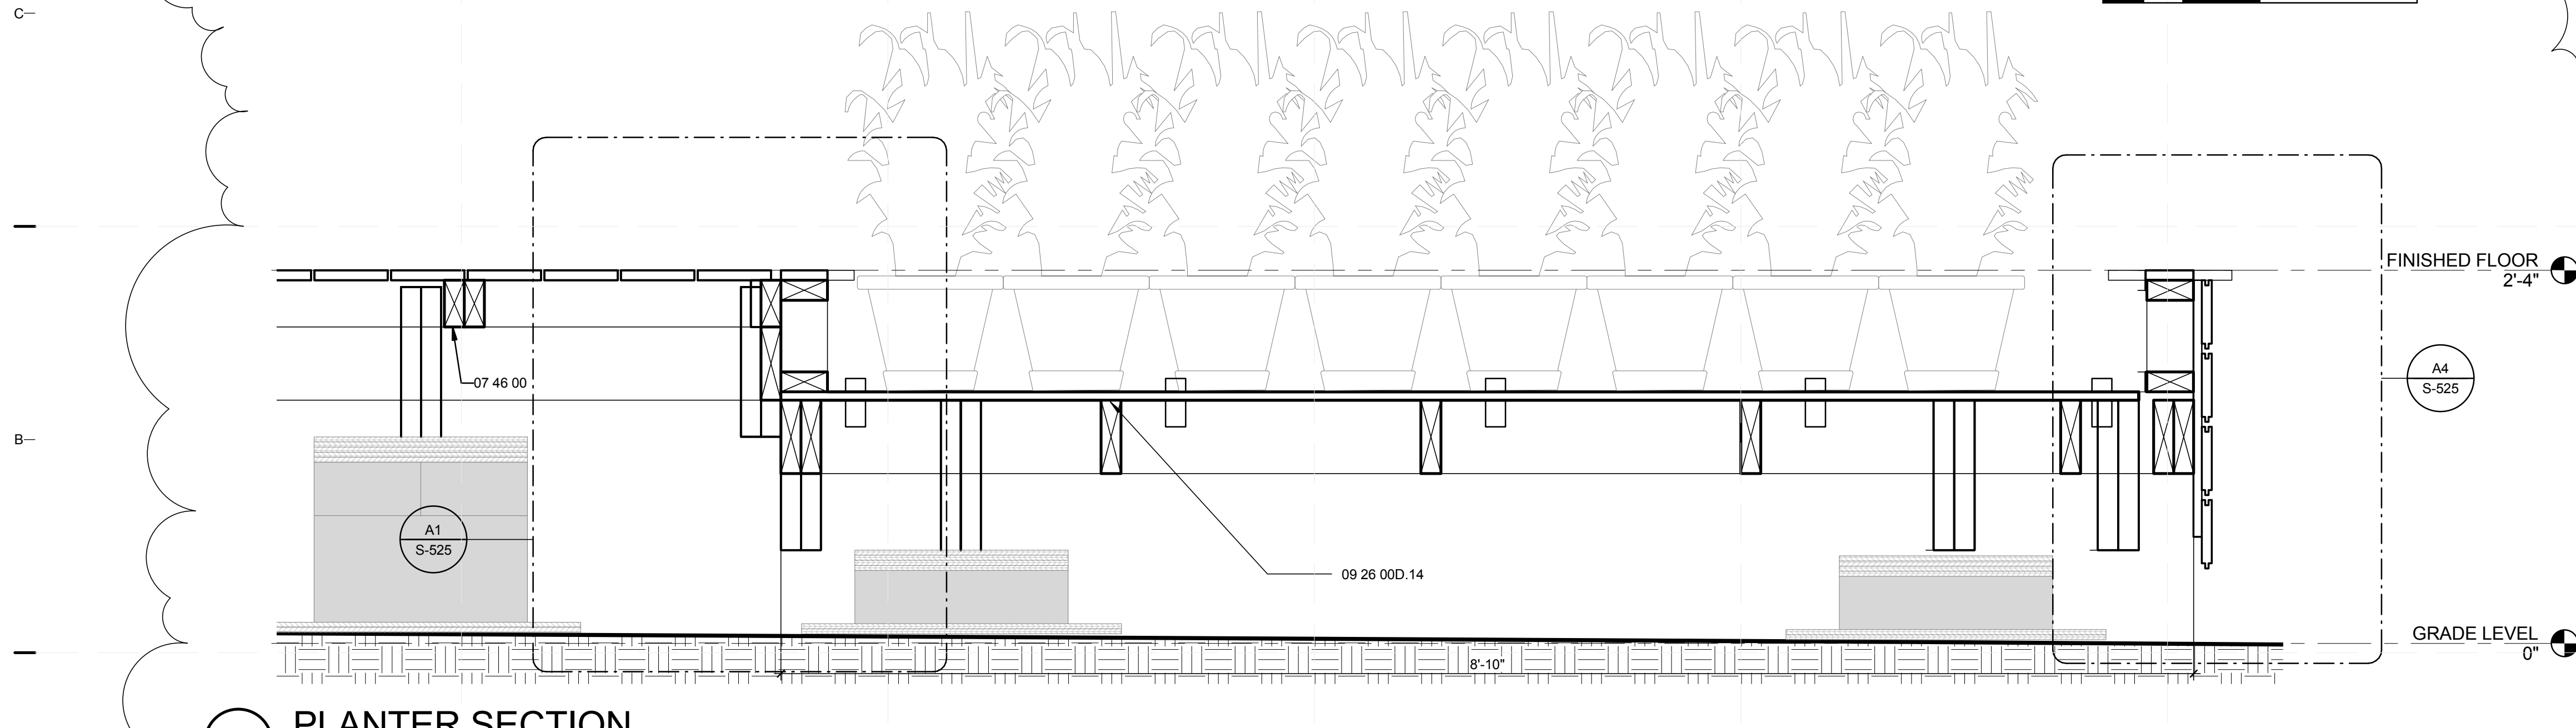 C
FINISHED FLOOR
2'-4"
07 46 00
A4
S-525
B
A1
S-525
09 26 00D.14
GRADE LEVEL
0"
8'-10"
PLANTER SECTION